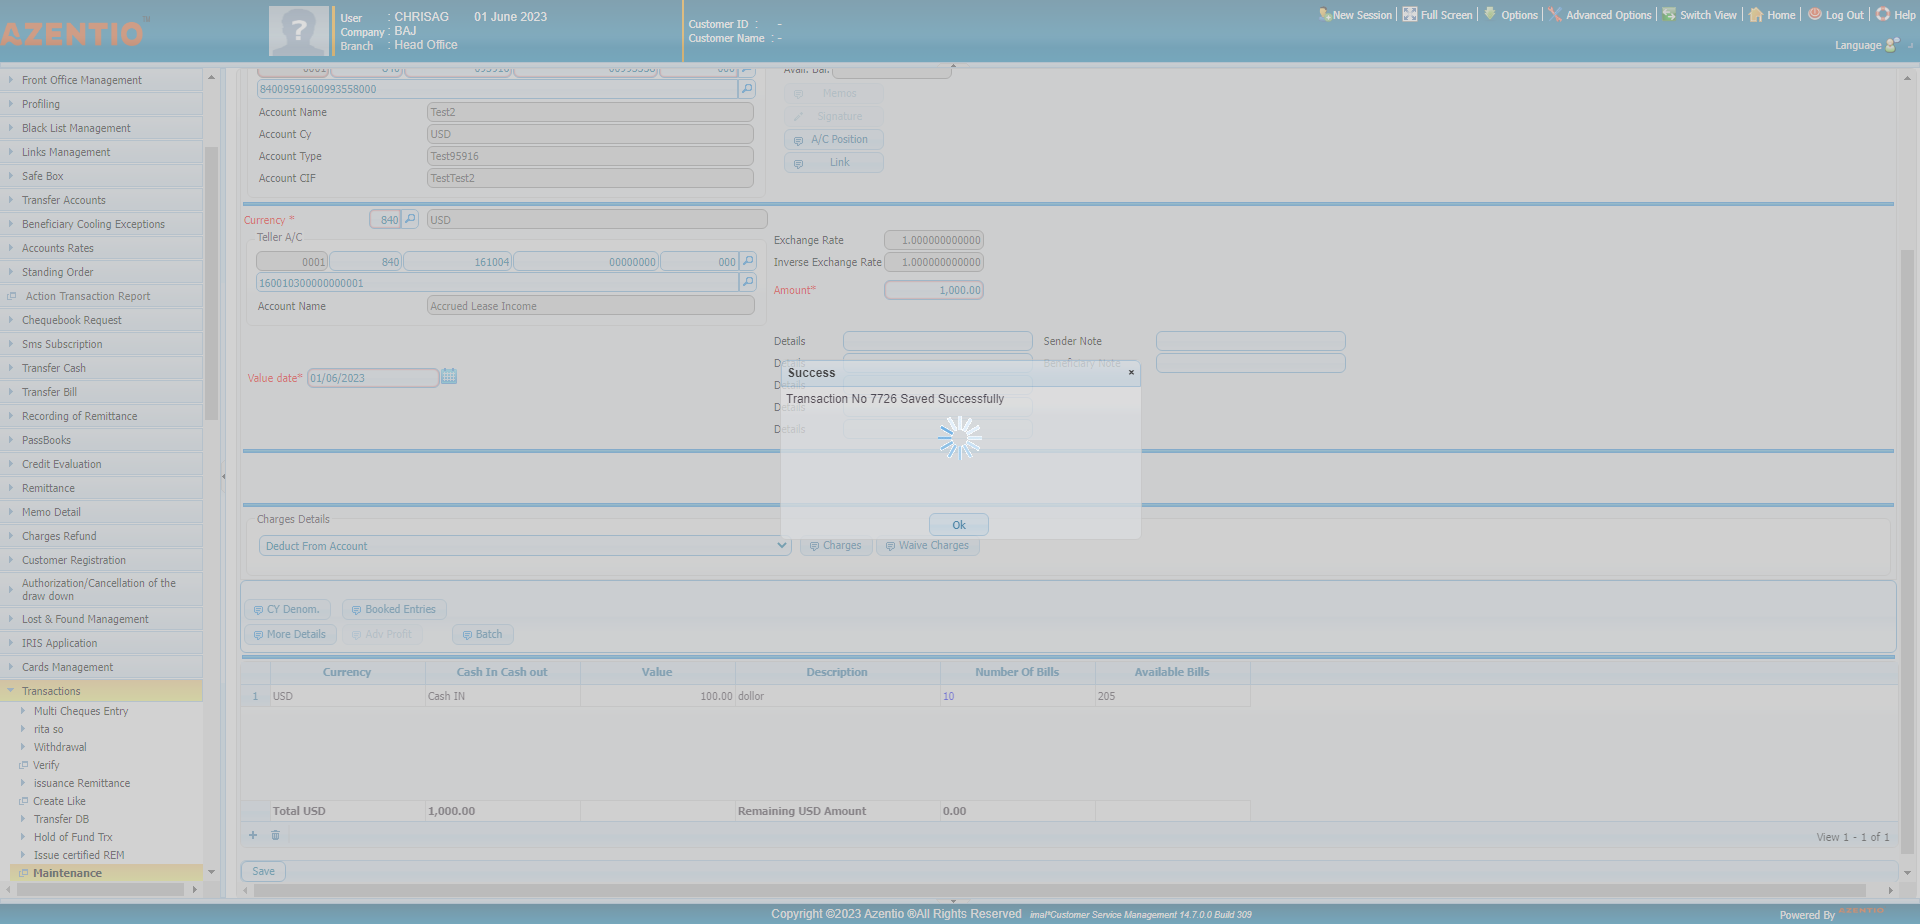 AZENTIO
User : CHRISAG 01 June 2023
Company : BAJ
Branch : Head Office
Customer ID : -
Customer Name : -
New Session Full Screen Options Advanced Options Switch View Home Log Out Help
Language
Front Office Management
Profiling
Black List Management
Links Management
Safe Box
Transfer Accounts
Beneficiary Cooling Exceptions
Accounts Rates
Standing Order
Action Transaction Report
Chequebook Request
Sms Subscription
Transfer Cash
Transfer Bill
Recording of Remittance
PassBooks
Credit Evaluation
Remittance
Memo Detail
Charges Refund
Customer Registration
Authorization/Cancellation of the
draw down
Lost & Found Management
IRIS Application
Cards Management
Transactions
Multi Cheques Entry
rita so
Withdrawal
Verify
issuance Remittance
Create Like
Transfer DB
Hold of Fund Trx
Issue certified REM
Maintenance
84009591600993558000
Account Name Test2
Account Cy USD
Account Type Test95916
Account CIF TestTest2
Avail. Bal.
Memos
Signature
A/C Position
Link
Currency * 840 USD
Teller A/C
0001 840 161004 00000000 000
160010300000000001
Account Name Accrued Lease Income
Exchange Rate 1.000000000000
Inverse Exchange Rate 1.000000000000
Amount* 1,000.00
Details Sender Note
Details Beneficiary Note
Details
Details
Details
Value date* 01/06/2023
Success ×
Transaction No 7726 Saved Successfully
Ok
Charges Details
Deduct From Account Charges Waive Charges
CY Denom. Booked Entries
More Details Adv Profit Batch
Currency Cash In Cash out Value Description Number Of Bills Available Bills
1 USD Cash IN 100.00 dollor 10 205
Total USD 1,000.00 Remaining USD Amount 0.00
View 1 - 1 of 1
Save
Copyright ©2023 Azentio ®All Rights Reserved imal*Customer Service Management 14.7.0.0 Build 309
Powered By AZENTIO